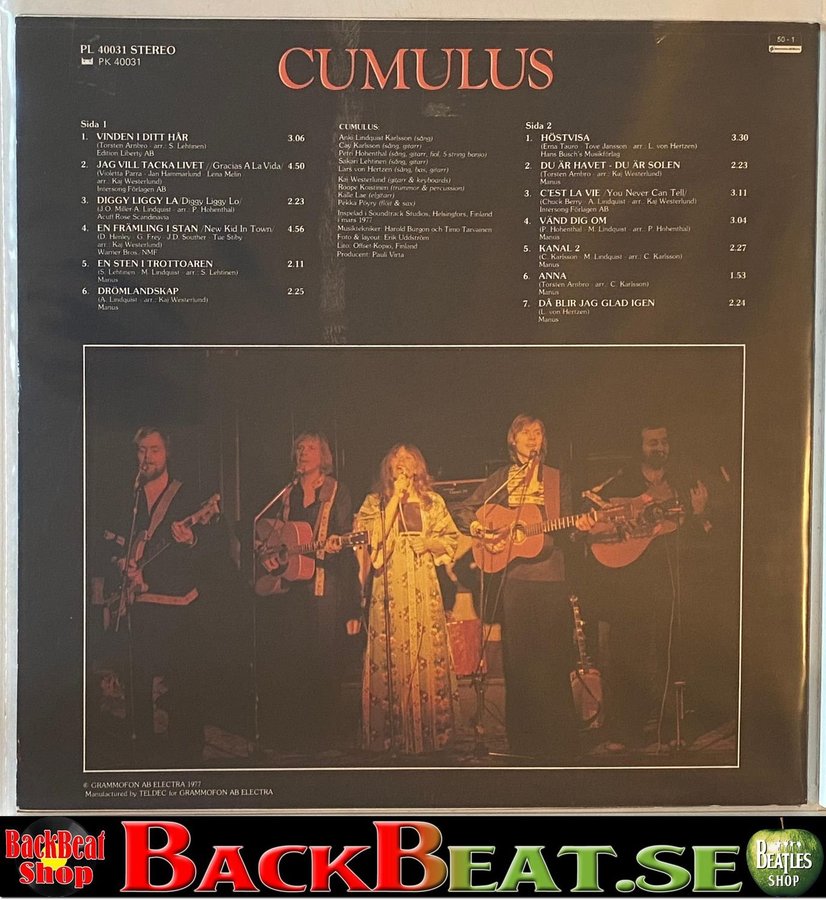 PL 40031 STEREO
PK 40031
CUMULUS
50 - 1
Sida 1
1. VINDEN I DITT HÅR 3.06
(Torsten Arnbro - arr.: S. Lehtinen)
Edition Liberty AB
2. JAG VILL TACKA LIVET /Gracias A La Vida/ 4.50
(Violetta Parra - Jan Hammarlund - Lena Melin
arr.: Kaj Westerlund)
Intersong Förlagen AB
3. DIGGY LIGGY LA/Diggy Liggy Lo/ 2.23
(J.O. Miller-A. Lindquist - arr.: P. Hohenthal)
Acuff Rose Scandinavia
4. EN FRÄMLING I STAN /New Kid In Town/ 4.56
(D. Henley - G. Frey - J.D. Souther - Tue Stiby
arr.: Kaj Westerlund)
Warner Bros. NMF
5. EN STEN I TROTTOAREN 2.11
(S. Lehtinen - M. Lindquist - arr.: S. Lehtinen)
Manus
6. DRÖMLANDSKAP 2.25
(A. Lindquist - arr.: Kaj Westerlund)
Manus
CUMULUS:
Anki Lindquist Karlsson (sång)
Cay Karlsson (sång, gitarr)
Petri Hohenthal (sång, gitarr, fiol, 5-string banjo)
Sakari Lehtinen (sång, gitarr)
Lars von Hertzen (sång, bas, gitarr)
Kaj Westerlund (gitarr & keyboards)
Roope Koistinen (trummor & percussion)
Kalle Lae (elgitarr)
Pekka Pöyry (flöjt & sax)
Inspelad i Soundtrack Studios, Helsingfors, Finland
i mars 1977
Musiktekniker: Harold Burgon och Timo Tarvainen
Foto & layout: Erik Uddström
Lito: Offset-Kopio, Finland
Producent: Pauli Virta
Sida 2
1. HÖSTVISA 3.30
(Erna Tauro - Tove Jansson - arr.: L. von Hertzen)
Hans Busch's Musikförlag
2. DU ÄR HAVET - DU ÄR SOLEN 2.23
(Torsten Arnbro - arr.: Kaj Westerlund)
Manus
3. C'EST LA VIE /You Never Can Tell/ 3.11
(Chuck Berry - A. Lindquist - arr.: Kaj Westerlund)
Intersong Förlagen AB
4. VÄND DIG OM 3.04
(P. Hohenthal - M. Lindquist - arr.: P. Hohenthal)
Manus
5. KANAL 2 2.27
(C. Karlsson - M. Lindquist - arr.: C. Karlsson)
Manus
6. ANNA 1.53
(Torsten Arnbro - arr.: C. Karlsson)
Manus
7. DÅ BLIR JAG GLAD IGEN 2.24
(L. von Hertzen)
Manus
℗ GRAMMOFON AB ELECTRA 1977
Manufactured by TELDEC for GRAMMOFON AB ELECTRA
BackBeat
Shop
BACKBEAT.SE
BEATLES
SHOP